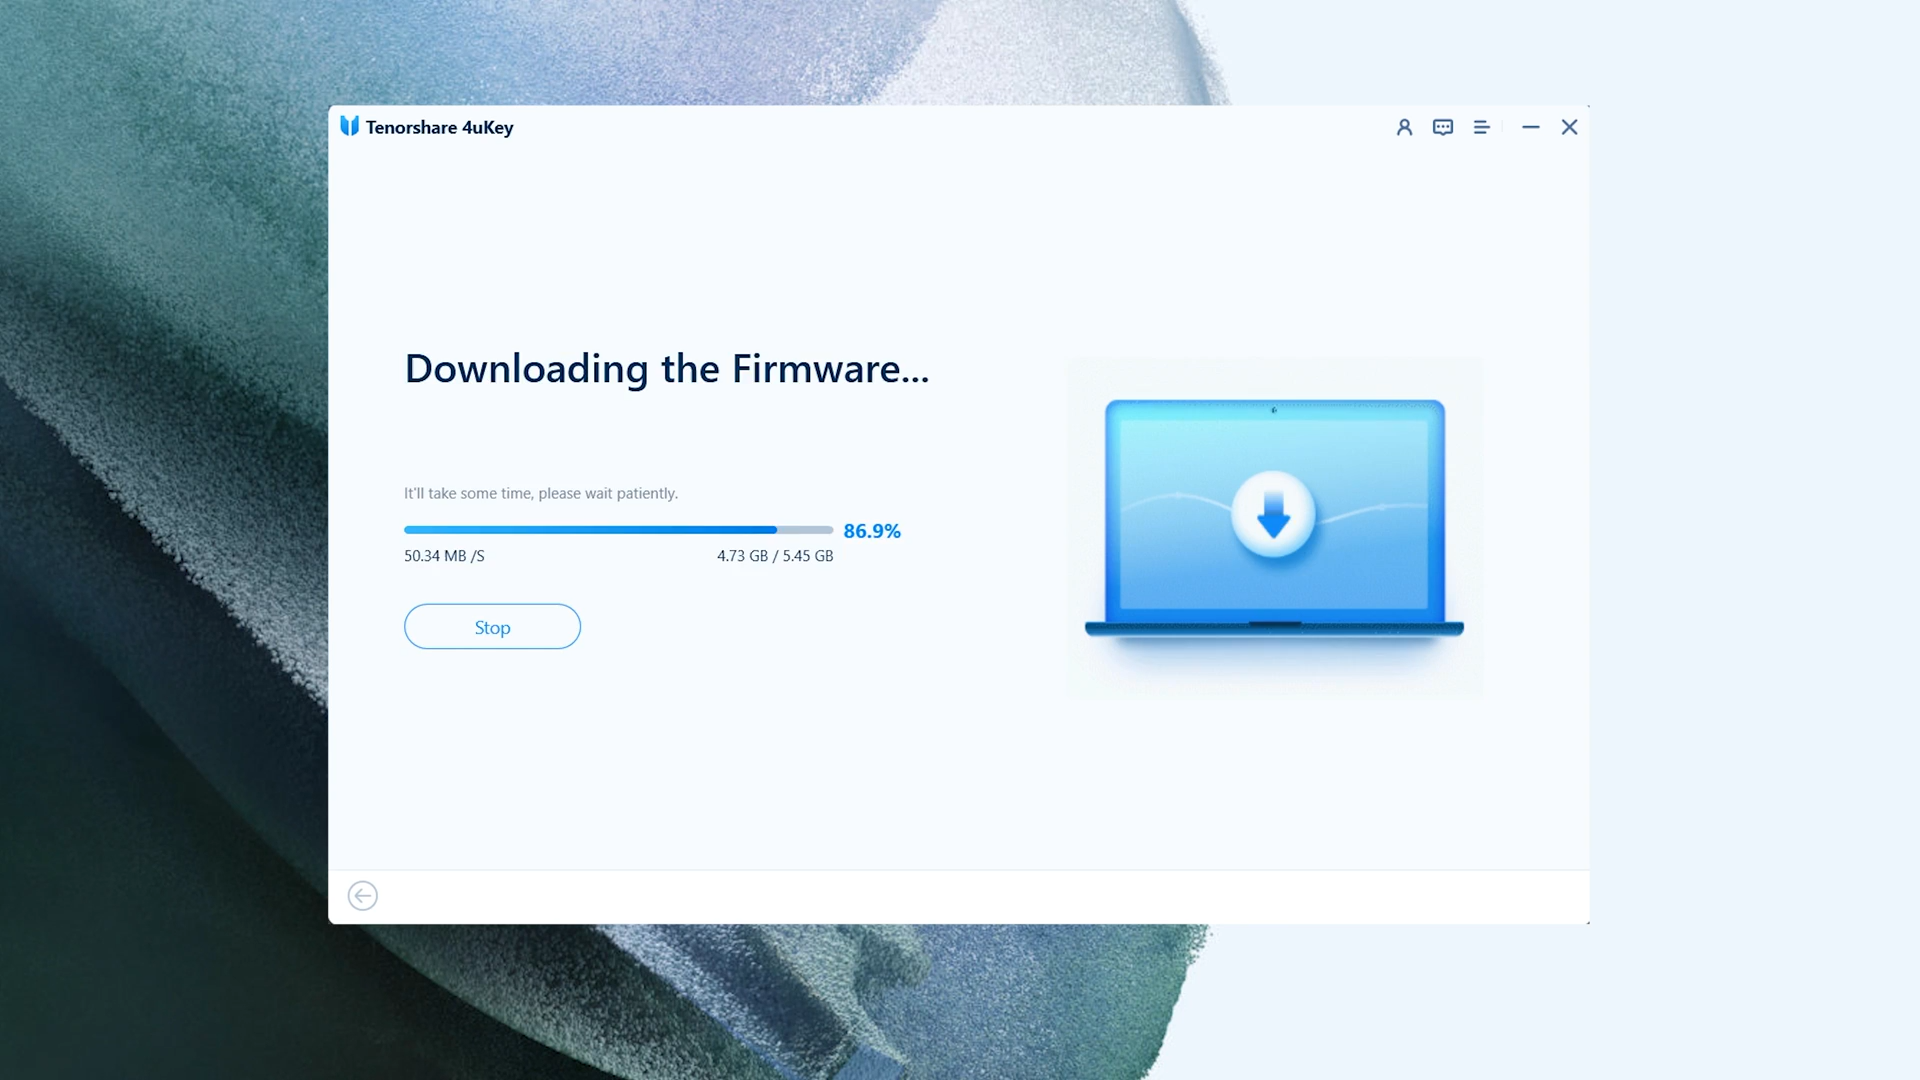 Tenorshare 4uKey
Downloading the Firmware...
It'll take some time, please wait patiently.
86.9%
50.34 MB /S
4.73 GB / 5.45 GB
Stop